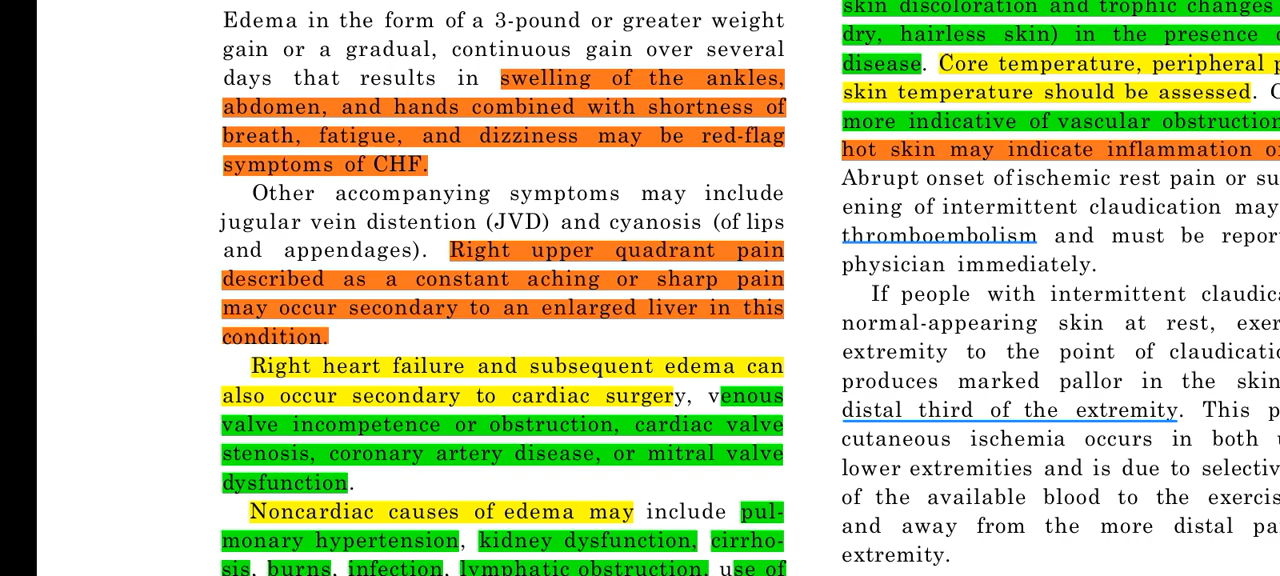 Edema in the form of a 3-pound or greater weight
gain or a gradual, continuous gain over several
days that results in swelling of the ankles,
abdomen, and hands combined with shortness of
breath, fatigue, and dizziness may be red-flag
symptoms of CHF.
Other accompanying symptoms may include
jugular vein distention (JVD) and cyanosis (of lips
and appendages). Right upper quadrant pain
described as a constant aching or sharp pain
may occur secondary to an enlarged liver in this
condition.
Right heart failure and subsequent edema can
also occur secondary to cardiac surgery, venous
valve incompetence or obstruction, cardiac valve
stenosis, coronary artery disease, or mitral valve
dysfunction.
Noncardiac causes of edema may include pul-
monary hypertension, kidney dysfunction, cirrho-
sis, burns, infection, lymphatic obstruction, use of
skin discoloration and trophic changes
dry, hairless skin) in the presence
disease. Core temperature, peripheral
skin temperature should be assessed.
more indicative of vascular obstruction
hot skin may indicate inflammation
Abrupt onset of ischemic rest pain or
ening of intermittent claudication may
thromboembolism and must be
physician immediately.
If people with intermittent
normal-appearing skin at rest,
extremity to the point of
produces marked pallor in the skin
distal third of the extremity. This
cutaneous ischemia occurs in both
lower extremities and is due to
of the available blood to the
and away from the more distal
extremity.